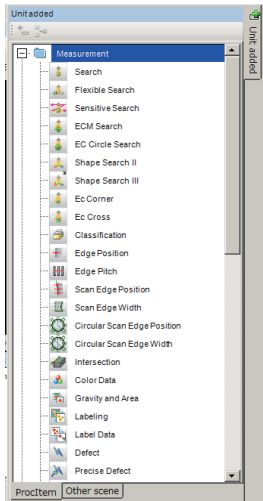 Unitadded
Unit added
Measurement
Search
Flexible Search
Sensitive Search
ECM Search
EC Circle Search
Shape Search II
Shape Search III
Ec Corner
Ec Cross
Classification
Edge Position
Edge Pitch
Scan Edge Position
Scan Edge Width
Circular Scan Edge Position
Circular Scan Edge Width
Intersection
Color Data
Gravity and Area
Labeling
Label Data
Defect
Precise Defect
ProcItem
Other scene